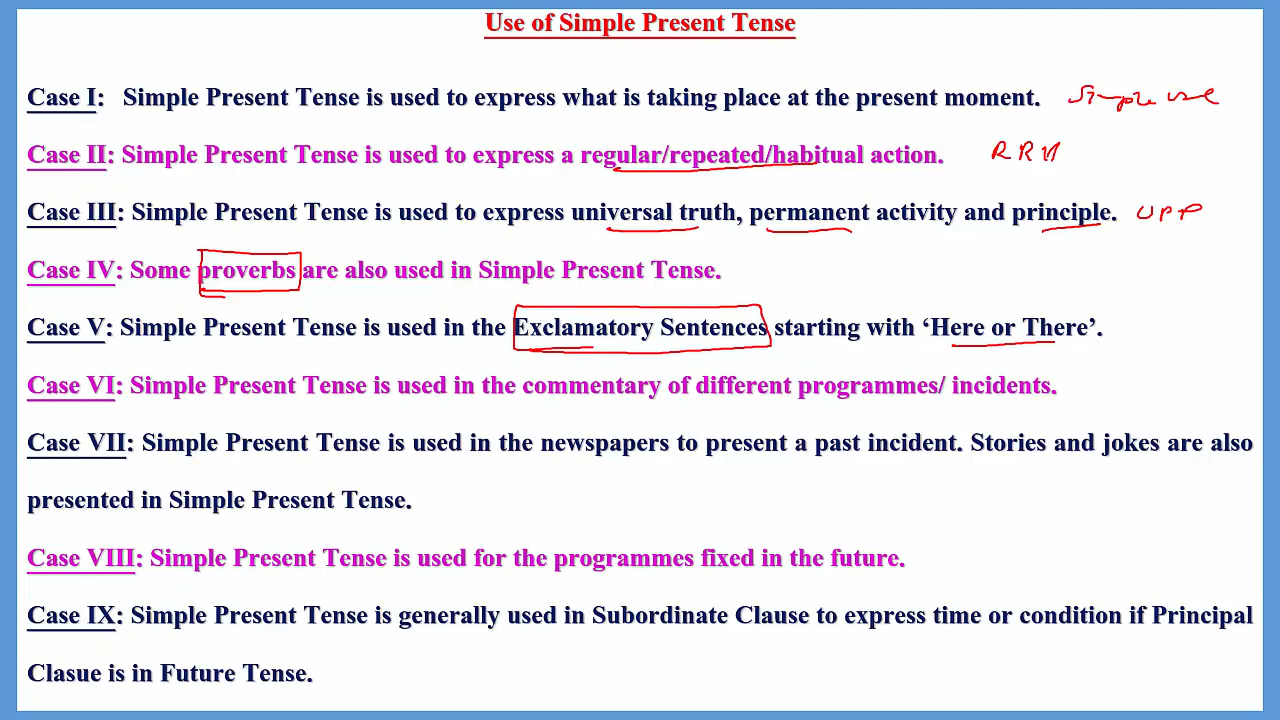 Use of Simple Present Tense
Case I: Simple Present Tense is used to express what is taking place at the present moment. Simple use
Case II: Simple Present Tense is used to express a regular/repeated/habitual action. R R H
Case III: Simple Present Tense is used to express universal truth, permanent activity and principle. U P P
Case IV: Some proverbs are also used in Simple Present Tense.
Case V: Simple Present Tense is used in the Exclamatory Sentences starting with ‘Here or There’.
Case VI: Simple Present Tense is used in the commentary of different programmes/ incidents.
Case VII: Simple Present Tense is used in the newspapers to present a past incident. Stories and jokes are also
presented in Simple Present Tense.
Case VIII: Simple Present Tense is used for the programmes fixed in the future.
Case IX: Simple Present Tense is generally used in Subordinate Clause to express time or condition if Principal
Clasue is in Future Tense.